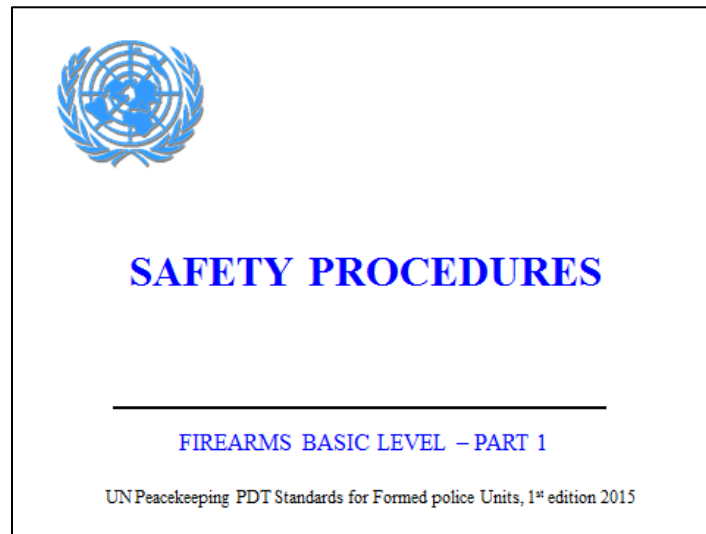 SAFETY PROCEDURES
FIREARMS BASIC LEVEL – PART 1
UN Peacekeeping PDT Standards for Formed police Units, 1st edition 2015